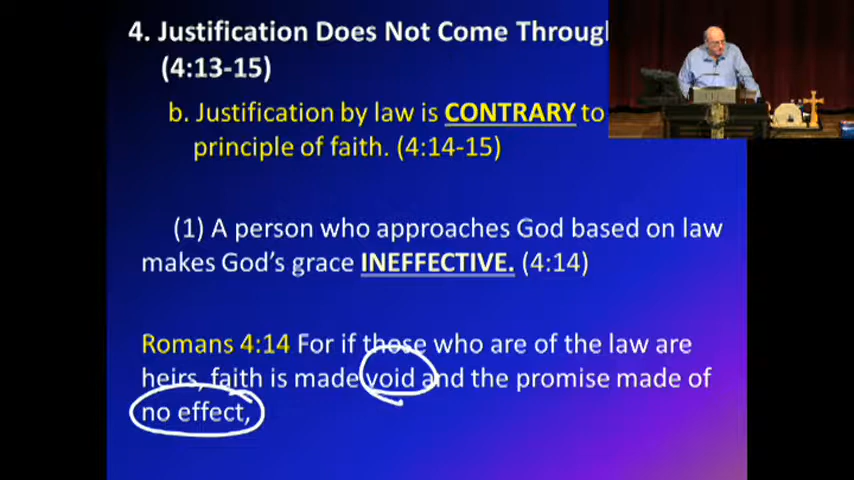 4. Justification Does Not Come Through
(4:13-15)
b. Justification by law is CONTRARY to
principle of faith. (4:14-15)
(1) A person who approaches God based on law
makes God's grace INEFFECTIVE. (4:14)
Romans 4:14 For if those who are of the law are
heirs, faith is made void and the promise made of
no effect,